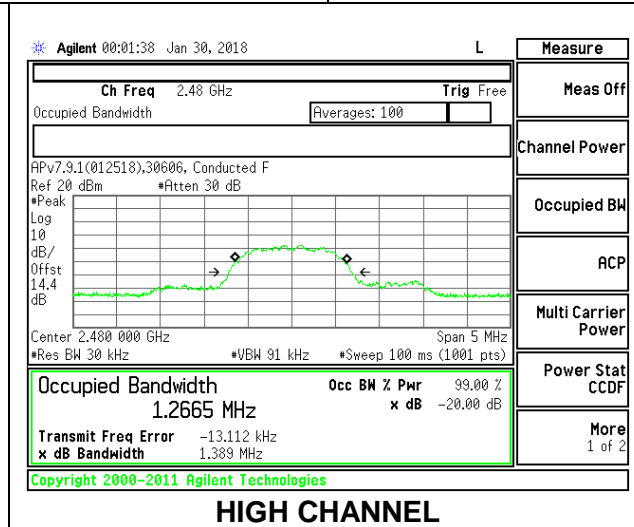 Agilent 00:01:38 Jan 30, 2018 L
Measure
Ch Freq 2.48 GHz Trig Free
Occupied Bandwidth Averages: 100
Meas Off
Channel Power
Occupied BW
ACP
Multi Carrier
Power
Power Stat
CCDF
More
1 of 2
APv7.9.1(012518),30606, Conducted F
Ref 20 dBm #Atten 30 dB
#Peak
Log
10
dB/
Offst
14.4
dB
Center 2.480 000 GHz Span 5 MHz
#Res BW 30 kHz #VBW 91 kHz #Sweep 100 ms (1001 pts)
Occupied Bandwidth Occ BW % Pwr 99.00 %
1.2665 MHz x dB -20.00 dB
Transmit Freq Error -13.112 kHz
x dB Bandwidth 1.389 MHz
Copyright 2000-2011 Agilent Technologies
HIGH CHANNEL